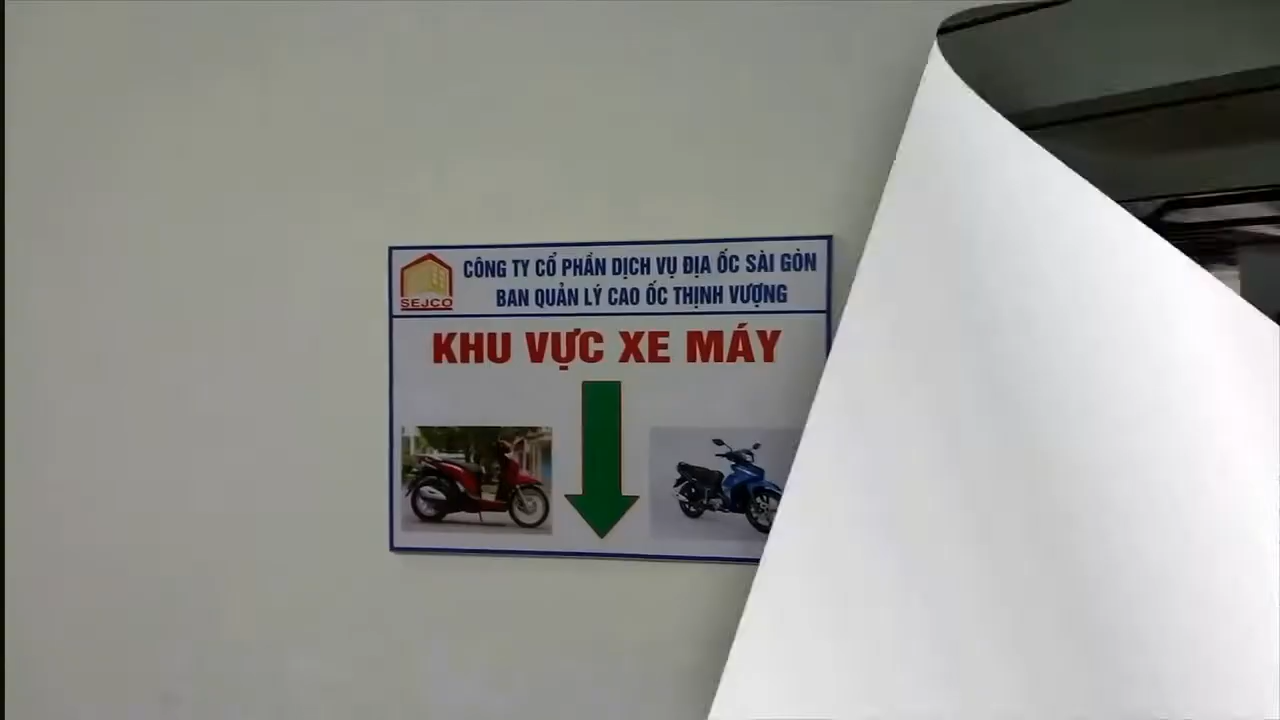 SEJCO
CÔNG TY CỔ PHẦN DỊCH VỤ ĐỊA ỐC SÀI GÒN
BAN QUẢN LÝ CAO ỐC THỊNH VƯỢNG
KHU VỰC XE MÁY